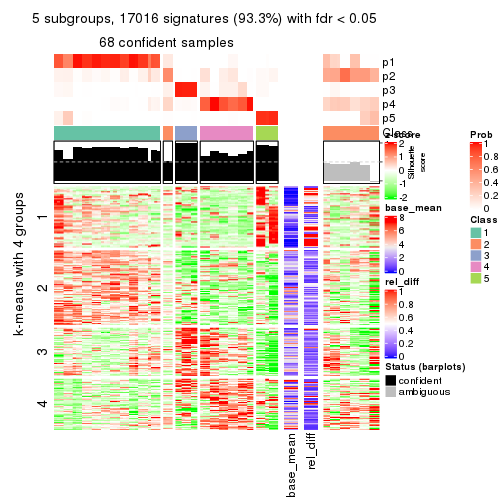 5 subgroups, 17016 signatures (93.3%) with fdr < 0.05
68 confident samples
p1
p2
p3
p4
p5
Class
Silhouette
score
k-means with 4 groups
1
2
3
4
base_mean
rel_diff
z-score
2
1
0
-1
-2
base_mean
8
6
4
2
0
rel_diff
1
0.8
0.6
0.4
0.2
0
Status (barplots)
confident
ambiguous
Prob
1
0.8
0.6
0.4
0.2
0
Class
1
2
3
4
5